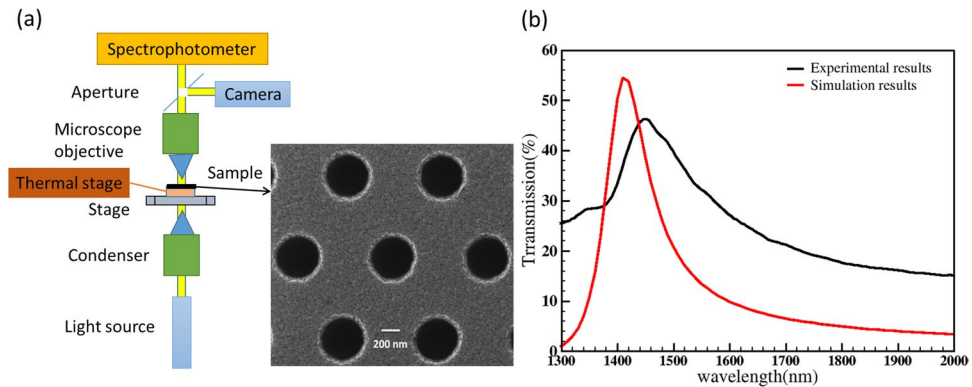 (a)
Spectrophotometer
Aperture
Camera
Microscope
objective
Sample
Thermal stage
Stage
Condenser
Light source
200 nm
(b)
60
50
40
30
20
10
0
Trransmission(%)
Experimental results
Simulation results
1300
1400
1500
1600
1700
1800
1900
2000
wavelength(nm)